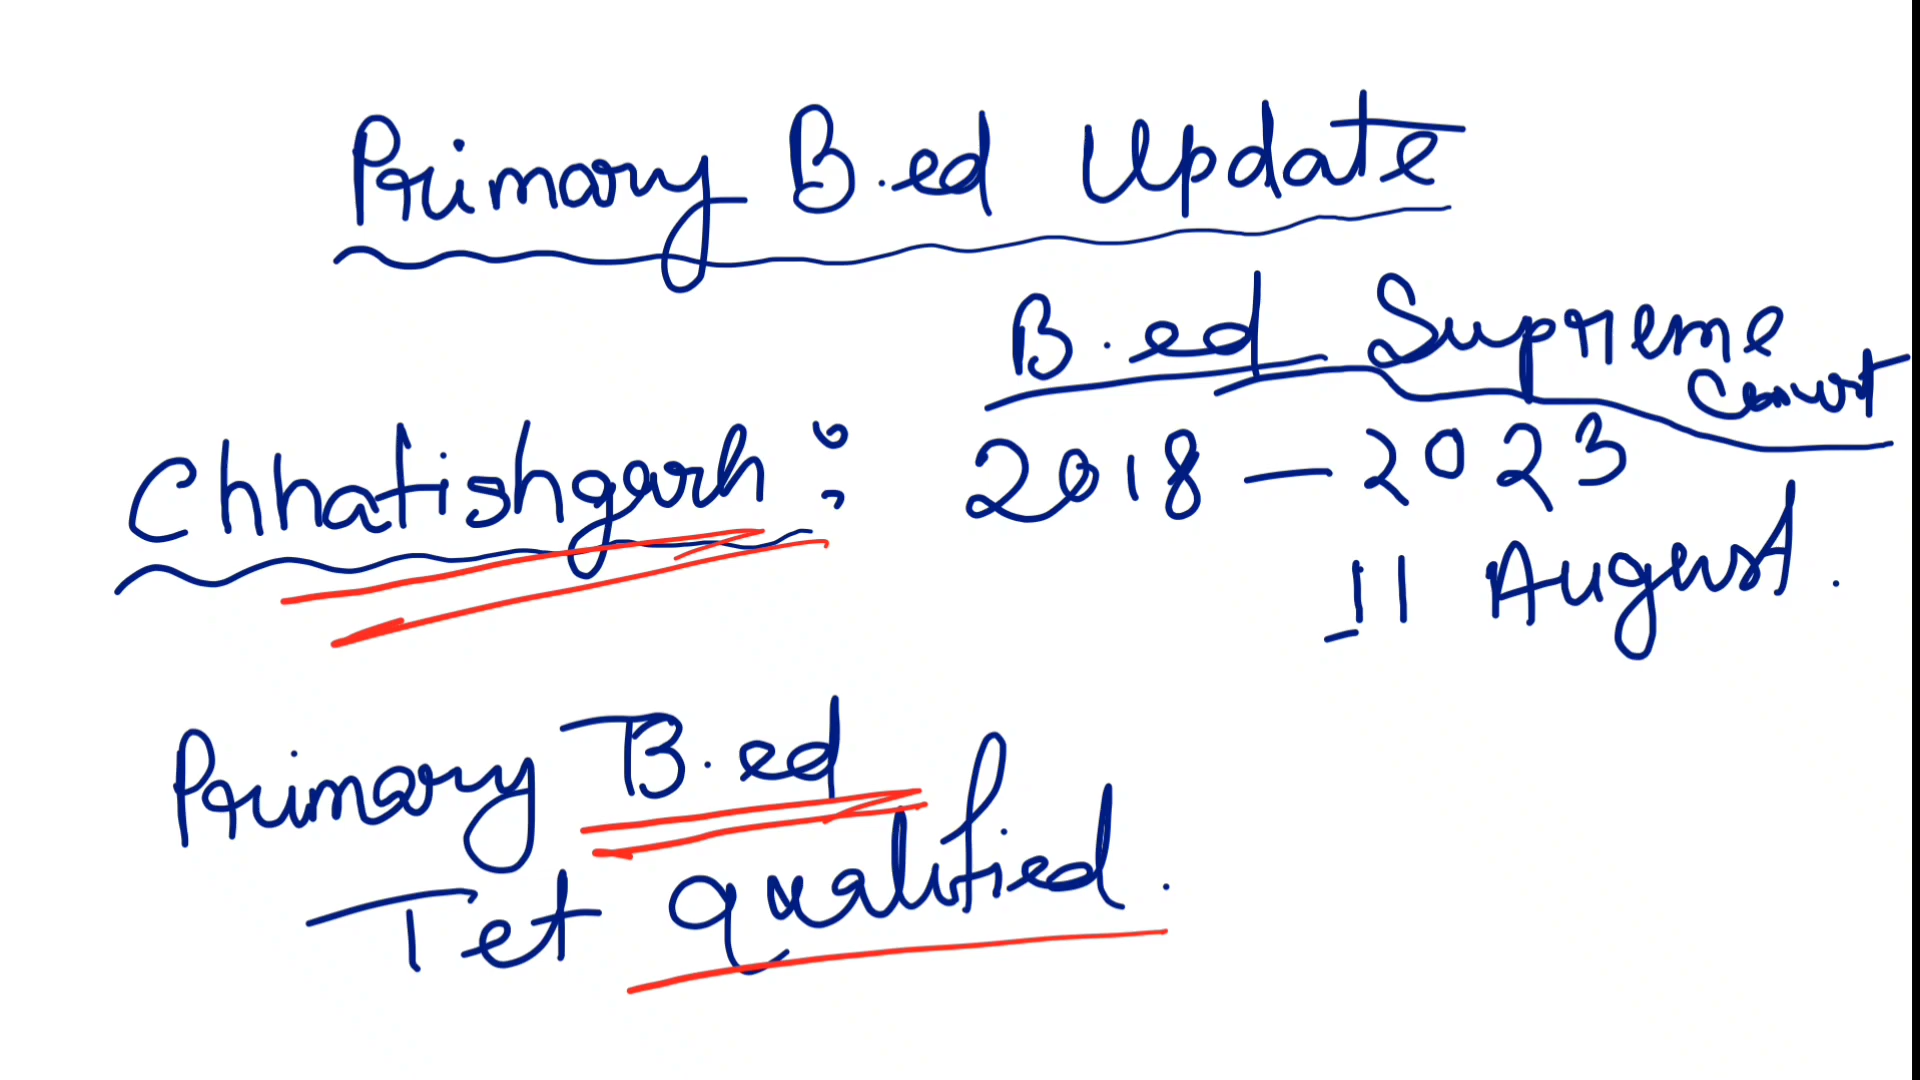 Primary B.ed Update
B.ed Supreme
Court
Chhatishgarh :
2018 - 2023
11 August.
Primary B.ed
Tet qualified.